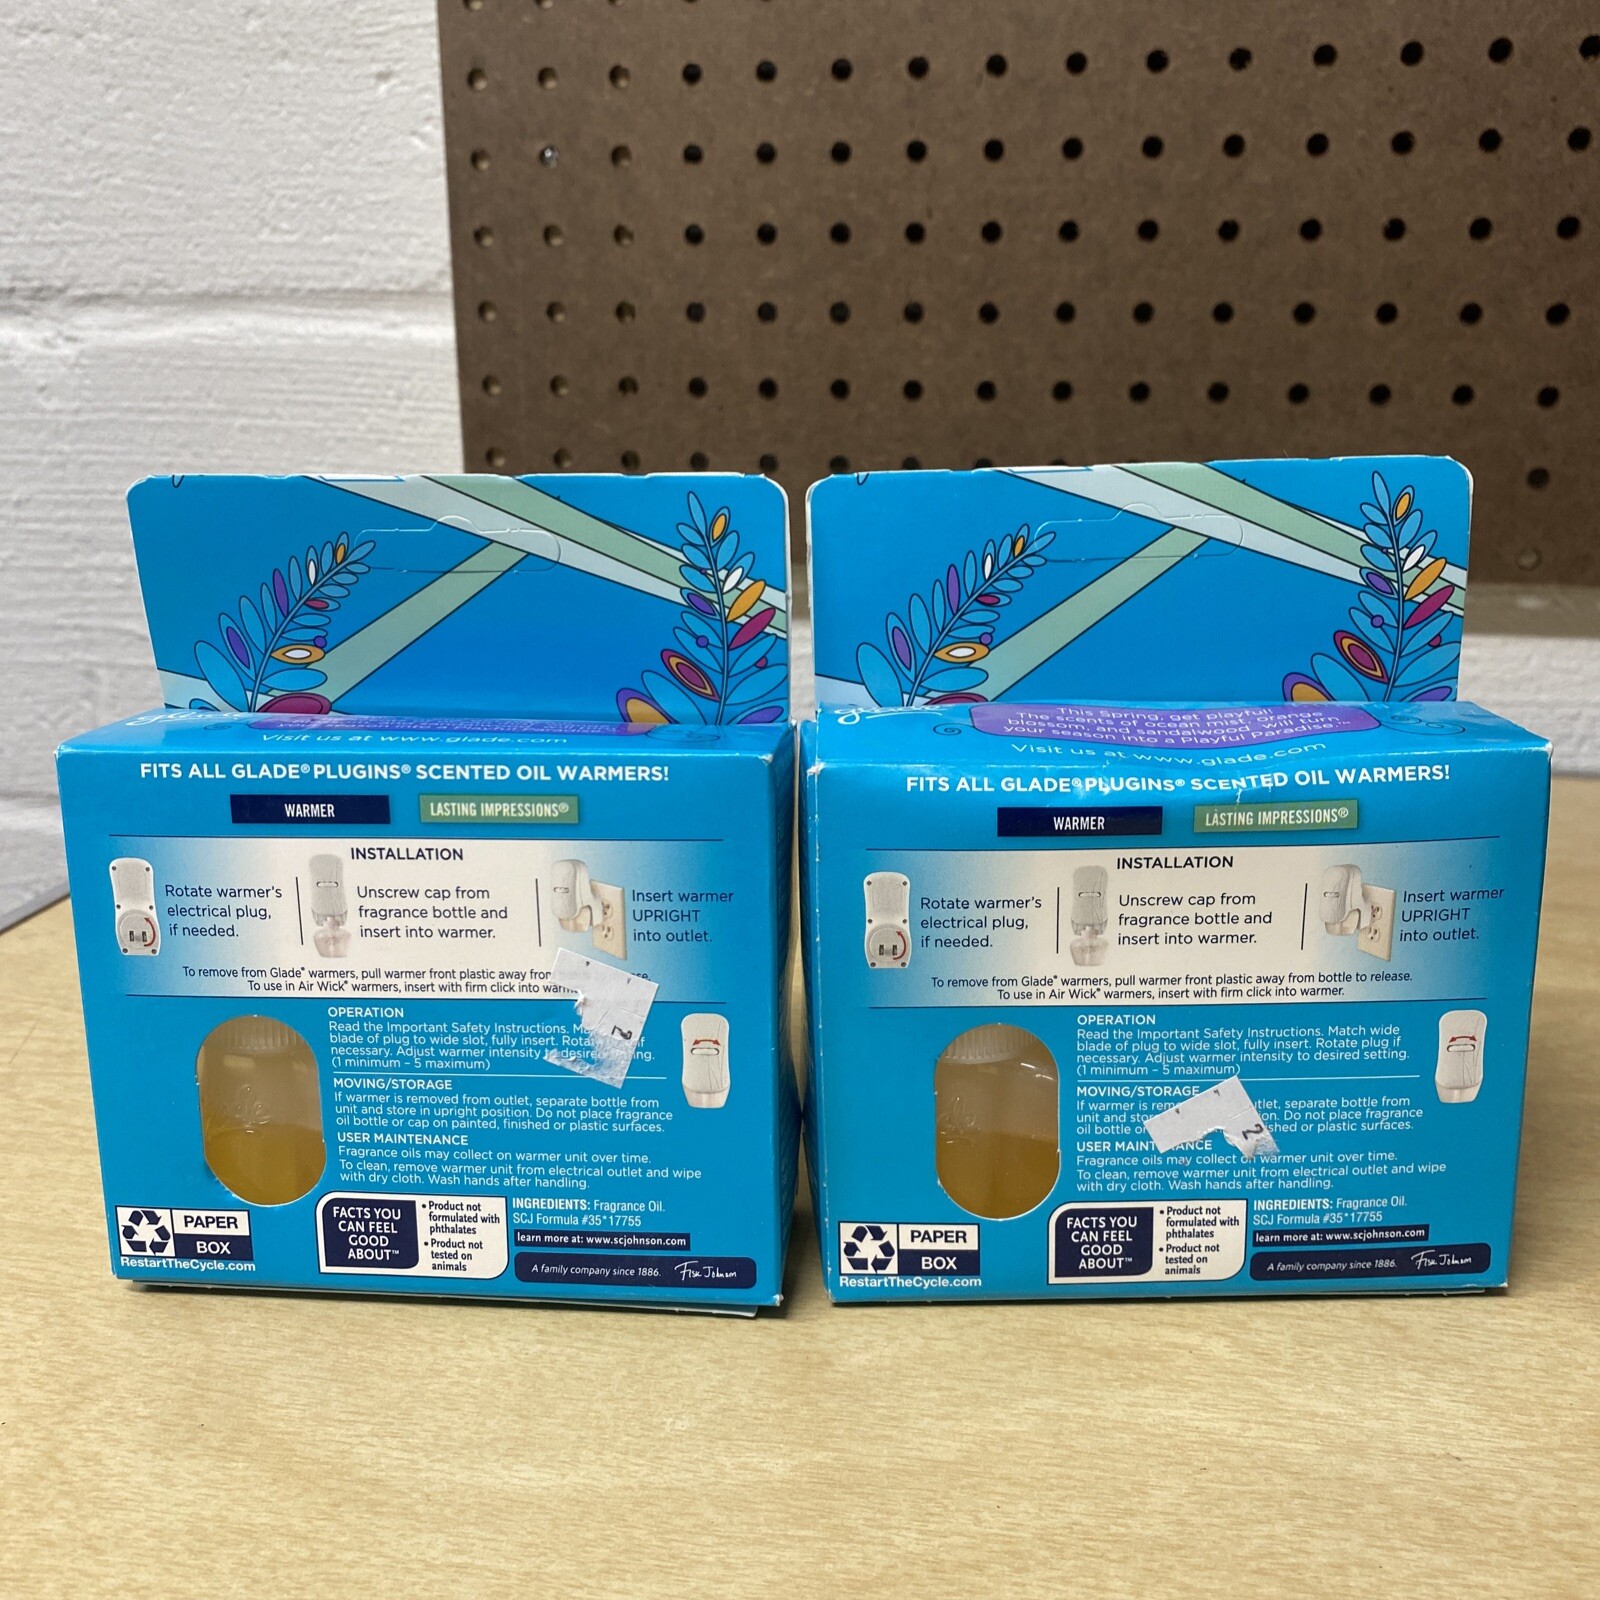 Visit us at www.glade.com
FITS ALL GLADE® PLUGINS® SCENTED OIL WARMERS!
WARMER
LASTING IMPRESSIONS®
INSTALLATION
Rotate warmer's
electrical plug,
if needed.
Unscrew cap from
fragrance bottle and
insert into warmer.
Insert warmer
UPRIGHT
into outlet.
To remove from Glade® warmers, pull warmer front plastic away
To use in Air Wick® warmers, insert with firm click into
2
OPERATION
Read the Important Safety Instructions.
blade of plug to wide slot, fully insert.
necessary. Adjust warmer intensity
(1 minimum – 5 maximum)
MOVING/STORAGE
If warmer is removed from outlet, separate bottle from
unit and store in upright position. Do not place fragrance
oil bottle or cap on painted, finished or plastic surfaces.
USER MAINTENANCE
Fragrance oils may collect on warmer unit over time.
To clean, remove warmer unit from electrical outlet and wipe
with dry cloth. Wash hands after handling.
PAPER
BOX
RestartTheCycle.com
FACTS YOU
CAN FEEL
GOOD
ABOUT™
• Product not
formulated with
phthalates
• Product not
tested on
animals
INGREDIENTS: Fragrance Oil.
SCJ Formula #35*17755
learn more at: www.scjohnson.com
A family company since 1886. Fisk Johnson
glade
This Spring, get playful!
The scents of ocean mist, orange
blossom, and sandalwood, will turn
your season into a Playful Paradise™
Visit us at www.glade.com
FITS ALL GLADE® PLUGINS® SCENTED OIL WARMERS!
WARMER
LASTING IMPRESSIONS®
INSTALLATION
Rotate warmer's
electrical plug,
if needed.
Unscrew cap from
fragrance bottle and
insert into warmer.
Insert warmer
UPRIGHT
into outlet.
To remove from Glade® warmers, pull warmer front plastic away from bottle to release.
To use in Air Wick® warmers, insert with firm click into warmer.
OPERATION
Read the Important Safety Instructions. Match wide
blade of plug to wide slot, fully insert. Rotate plug if
necessary. Adjust warmer intensity to desired setting.
(1 minimum – 5 maximum)
MOVING/STORAGE
If warmer is outlet, separate bottle from
unit and Do not place fragrance
oil bottle or or plastic surfaces.
2
USER MAINTENANCE
Fragrance oils may collect on warmer unit over time.
To clean, remove warmer unit from electrical outlet and wipe
with dry cloth. Wash hands after handling.
PAPER
BOX
RestartTheCycle.com
FACTS YOU
CAN FEEL
GOOD
ABOUT™
• Product not
formulated with
phthalates
• Product not
tested on
animals
INGREDIENTS: Fragrance Oil.
SCJ Formula #35*17755
learn more at: www.scjohnson.com
A family company since 1886. Fisk Johnson